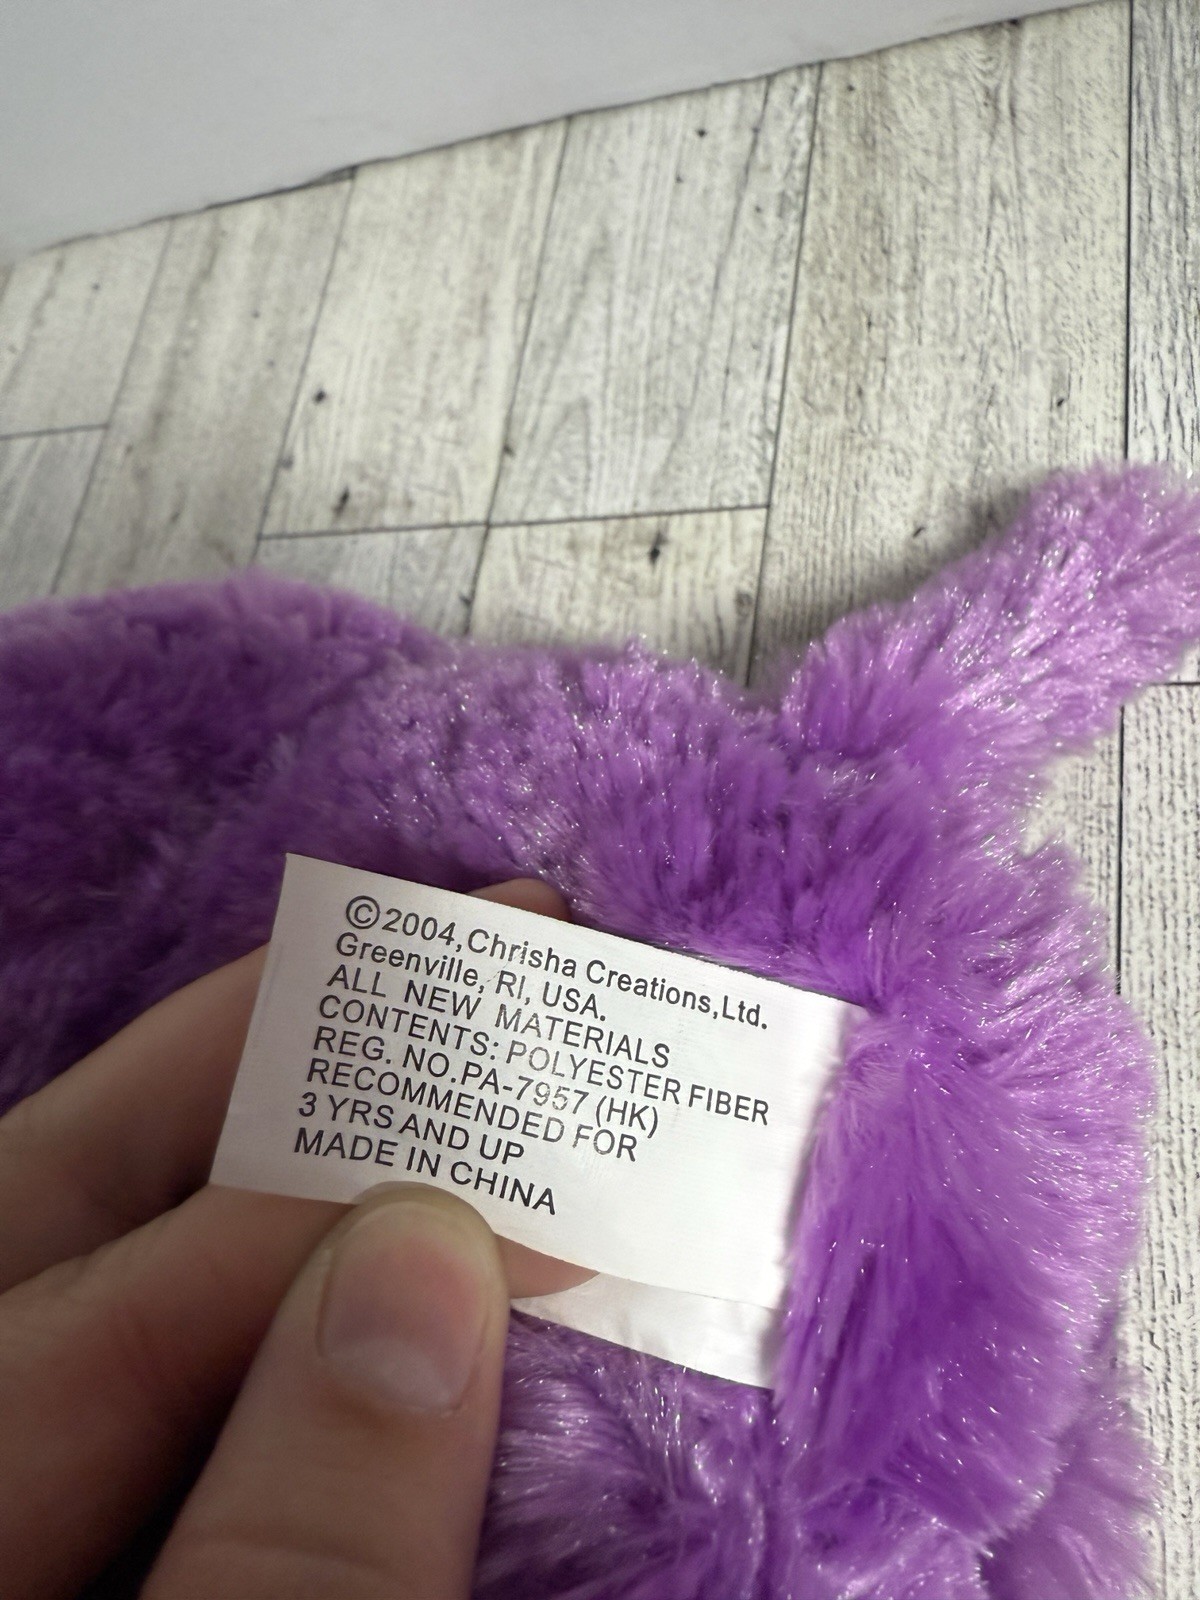 ©2004,Chrisha Creations,Ltd.
Greenville, RI, USA.
ALL NEW MATERIALS
CONTENTS: POLYESTER FIBER
REG. NO.PA-7957 (HK)
RECOMMENDED FOR
3 YRS AND UP
MADE IN CHINA